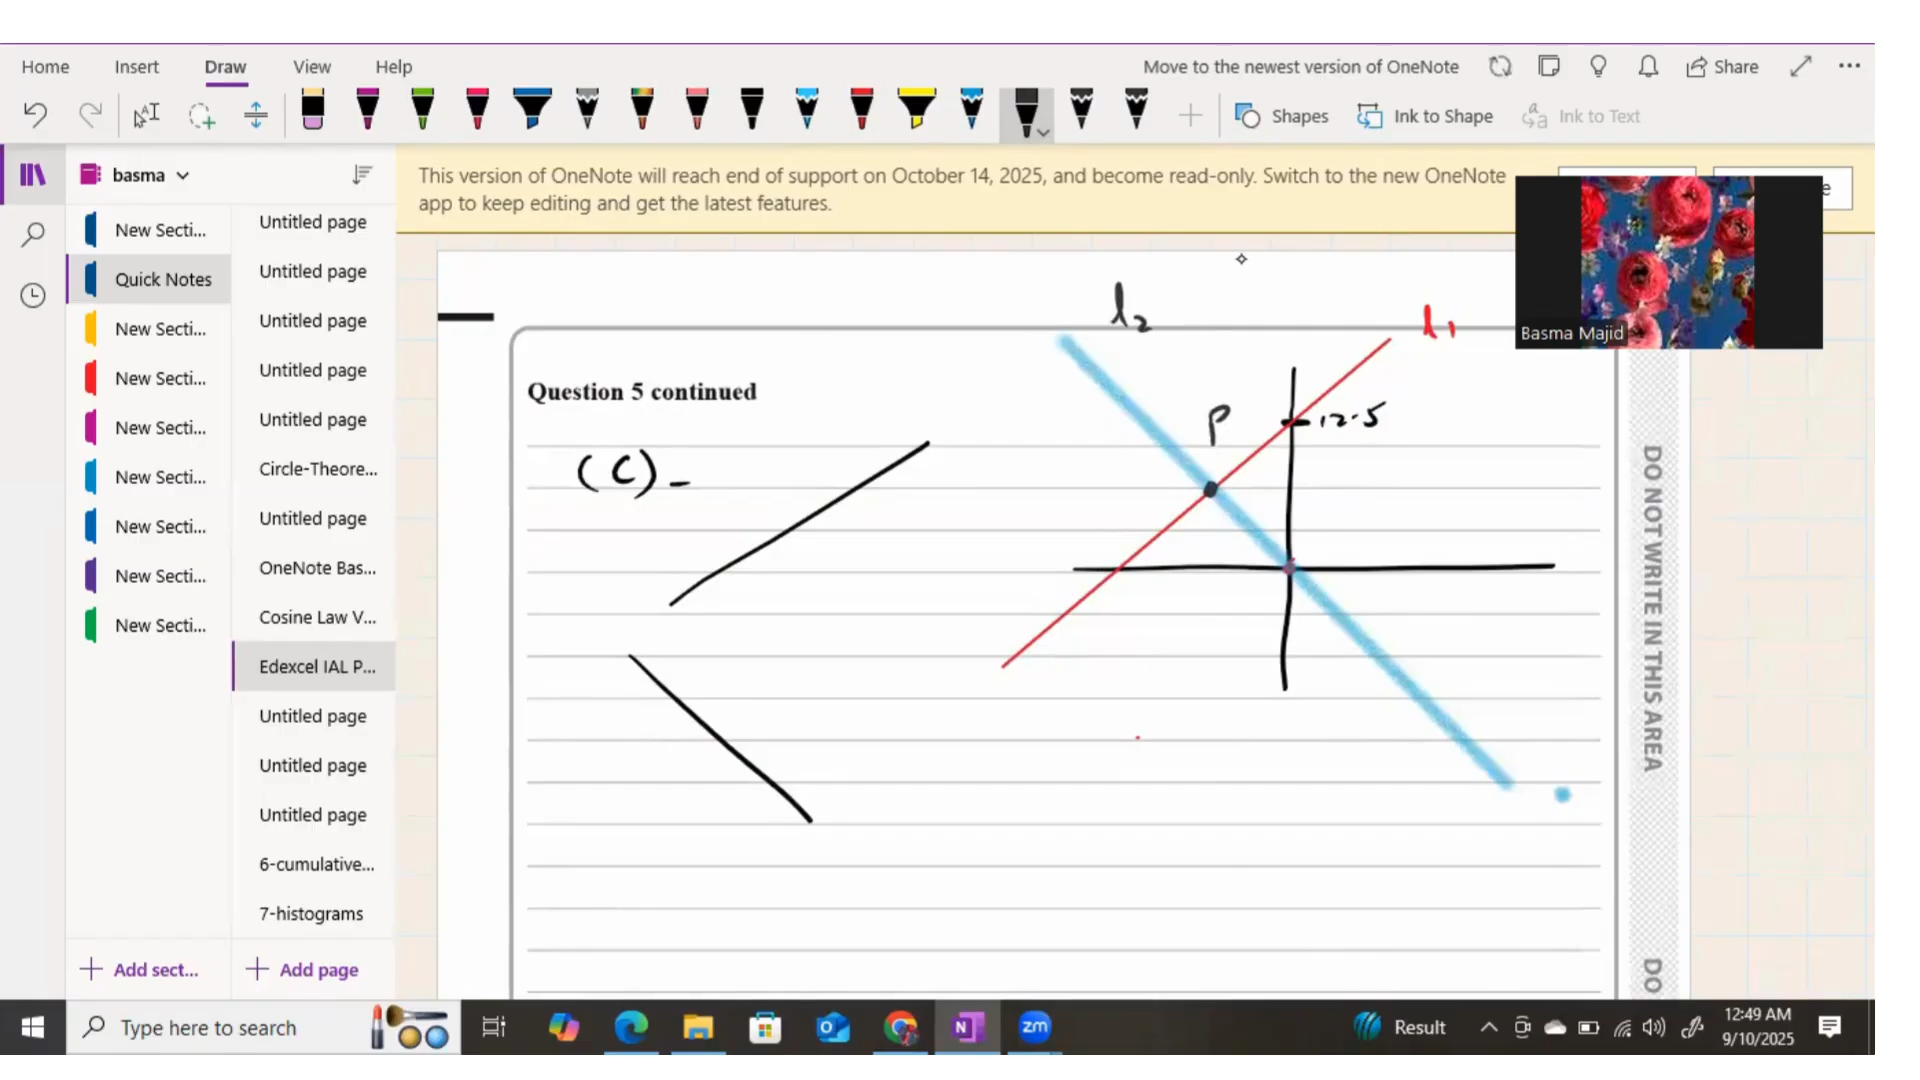 Home Insert Draw View Help Move to the newest version of OneNote Share
Shapes Ink to Shape Ink to Text
basma
This version of OneNote will reach end of support on October 14, 2025, and become read-only. Switch to the new OneNote
app to keep editing and get the latest features.
e
New Secti...
Quick Notes
New Secti...
New Secti...
New Secti...
New Secti...
New Secti...
New Secti...
New Secti...
Untitled page
Untitled page
Untitled page
Untitled page
Untitled page
Circle-Theore...
Untitled page
OneNote Bas...
Cosine Law V...
Edexcel IAL P...
Untitled page
Untitled page
Untitled page
6-cumulative...
7-histograms
Add sect...
Add page
Basma Majid
l2
l1
Question 5 continued
P
12.5
(C)-
DO NOT WRITE IN THIS AREA
DO
Type here to search
zm
Result
12:49 AM
9/10/2025